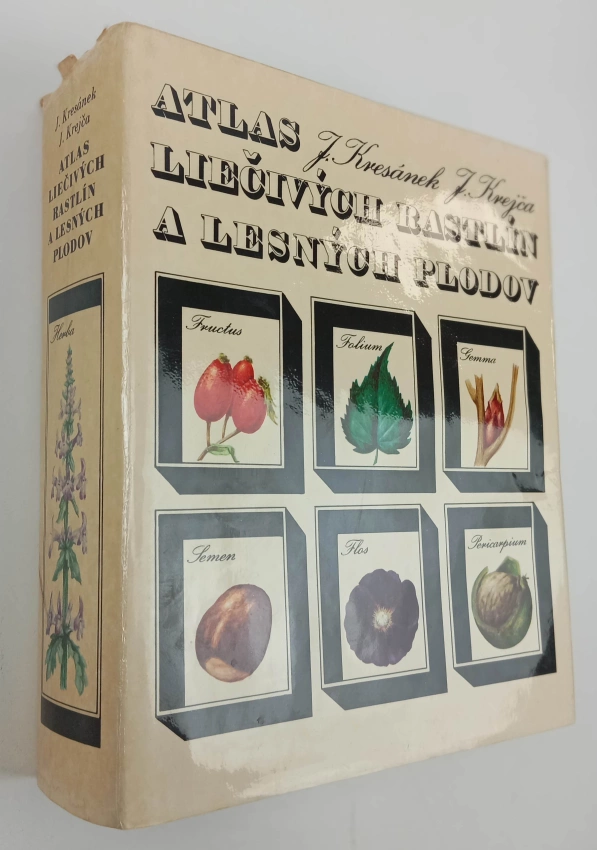 J. Kresánek
J. Krejča
ATLAS
LIEČIVÝCH
RASTLÍN
A LESNÝCH
PLODOV
Herba
ATLAS J. Kresánek J. Krejča
LIEČIVÝCH RASTLÍN
A LESNÝCH PLODOV
Fructus
Folium
Gemma
Semen
Flos
Pericarpium